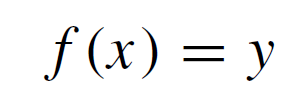 f(x) = y